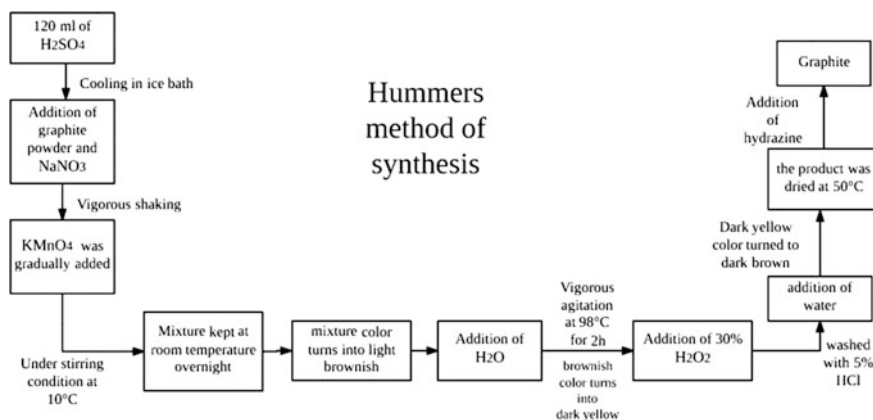 120 ml of
H2SO4
Cooling in ice bath
Addition of
graphite
powder and
NaNO3
Vigorous shaking
KMnO4 was
gradually added
Under stirring
condition at
10°C
Mixture kept at
room temperature
overnight
mixture color
turns into light
brownish
Addition of
H2O
Vigorous
agitation
at 98°C
for 2h
brownish
color turns
into
dark yellow
Addition of 30%
H2O2
washed
with 5%
HCl
addition of
water
Dark yellow
color turned to
dark brown
the product was
dried at 50°C
Addition
of
hydrazine
Graphite
Hummers
method of
synthesis